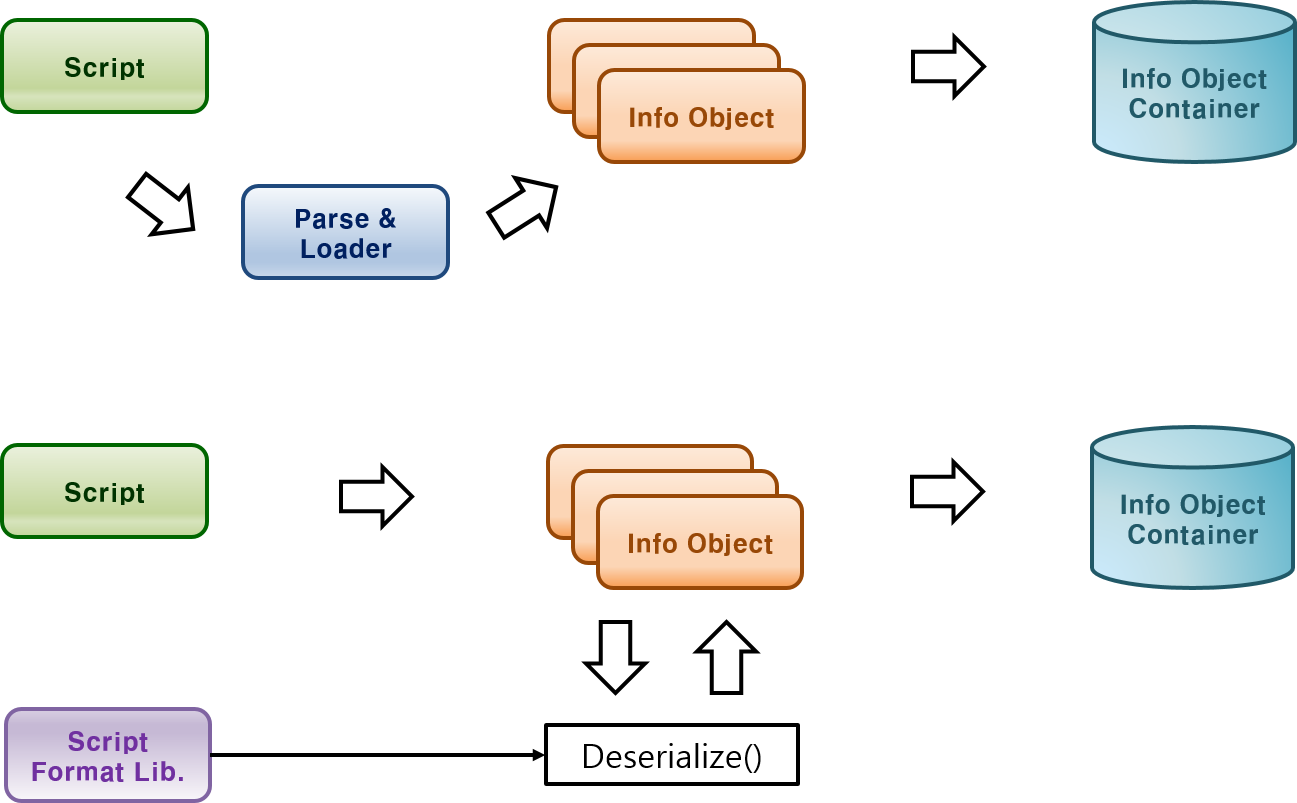 Script
Info Object
Info Object
Container
Parse &
Loader
Script
Info Object
Info Object
Container
Script
Format Lib.
Deserialize()